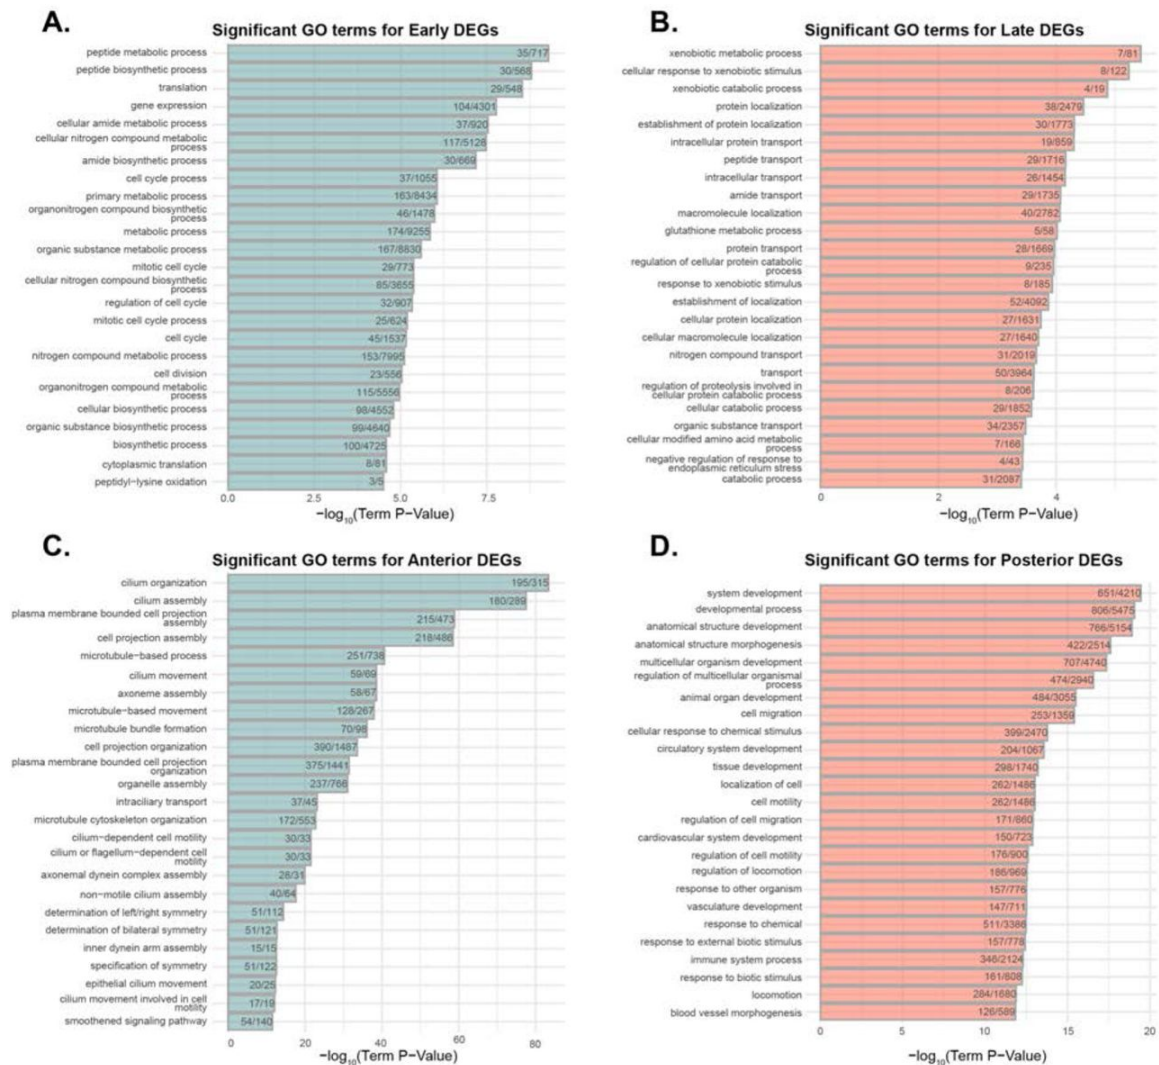 A.
Significant GO terms for Early DEGs
peptide metabolic process 35/717
peptide biosynthetic process 30/568
translation 29/548
gene expression 104/4301
cellular amide metabolic process 37/920
cellular nitrogen compound metabolic
process 117/5128
amide biosynthetic process 30/669
cell cycle process 37/1055
primary metabolic process 163/8434
organonitrogen compound biosynthetic
process 46/1478
metabolic process 174/9255
organic substance metabolic process 167/8830
mitotic cell cycle 29/773
cellular nitrogen compound biosynthetic
process 85/3655
regulation of cell cycle 32/907
mitotic cell cycle process 25/624
cell cycle 45/1537
nitrogen compound metabolic process 153/7995
cell division 23/556
organonitrogen compound metabolic
process 115/5556
cellular biosynthetic process 98/4552
organic substance biosynthetic process 99/4640
biosynthetic process 100/4725
cytoplasmic translation 8/81
peptidyl−lysine oxidation 3/5
0.0 2.5 5.0 7.5
−log10(Term P−Value)
B.
Significant GO terms for Late DEGs
xenobiotic metabolic process 7/81
cellular response to xenobiotic stimulus 8/122
xenobiotic catabolic process 4/19
protein localization 38/2479
establishment of protein localization 30/1773
intracellular protein transport 19/859
peptide transport 29/1716
intracellular transport 26/1454
amide transport 29/1735
macromolecule localization 40/2782
glutathione metabolic process 5/58
protein transport 28/1669
regulation of cellular protein catabolic
process 9/235
response to xenobiotic stimulus 8/185
establishment of localization 52/4092
cellular protein localization 27/1631
cellular macromolecule localization 27/1640
nitrogen compound transport 31/2019
transport 50/3964
regulation of proteolysis involved in
cellular protein catabolic process 8/206
cellular catabolic process 29/1852
organic substance transport 34/2357
cellular modified amino acid metabolic
process 7/166
negative regulation of response to
endoplasmic reticulum stress 4/43
catabolic process 31/2087
0 2 4
−log10(Term P−Value)
C.
Significant GO terms for Anterior DEGs
cilium organization 195/315
cilium assembly 180/289
plasma membrane bounded cell projection
assembly 215/473
cell projection assembly 218/486
microtubule−based process 251/738
cilium movement 59/69
axoneme assembly 58/67
microtubule−based movement 128/267
microtubule bundle formation 70/98
cell projection organization 390/1487
plasma membrane bounded cell projection
organization 375/1441
organelle assembly 237/766
intraciliary transport 37/45
microtubule cytoskeleton organization 172/553
cilium−dependent cell motility 30/33
cilium or flagellum−dependent cell
motility 30/33
axonemal dynein complex assembly 28/31
non−motile cilium assembly 40/64
determination of left/right symmetry 51/112
determination of bilateral symmetry 51/121
inner dynein arm assembly 15/15
specification of symmetry 51/122
epithelial cilium movement 20/25
cilium movement involved in cell
motility 17/19
smoothened signaling pathway 54/140
0 20 40 60 80
−log10(Term P−Value)
D.
Significant GO terms for Posterior DEGs
system development 651/4210
developmental process 806/5475
anatomical structure development 766/5154
anatomical structure morphogenesis 422/2514
multicellular organism development 707/4740
regulation of multicellular organismal
process 474/2940
animal organ development 484/3055
cell migration 253/1359
cellular response to chemical stimulus 399/2470
circulatory system development 204/1067
tissue development 298/1740
localization of cell 262/1486
cell motility 262/1486
regulation of cell migration 171/860
cardiovascular system development 150/723
regulation of cell motility 176/900
regulation of locomotion 186/969
response to other organism 157/776
vasculature development 147/711
response to chemical 511/3386
response to external biotic stimulus 157/778
immune system process 346/2124
response to biotic stimulus 161/808
locomotion 284/1680
blood vessel morphogenesis 126/589
0 5 10 15 20
−log10(Term P−Value)